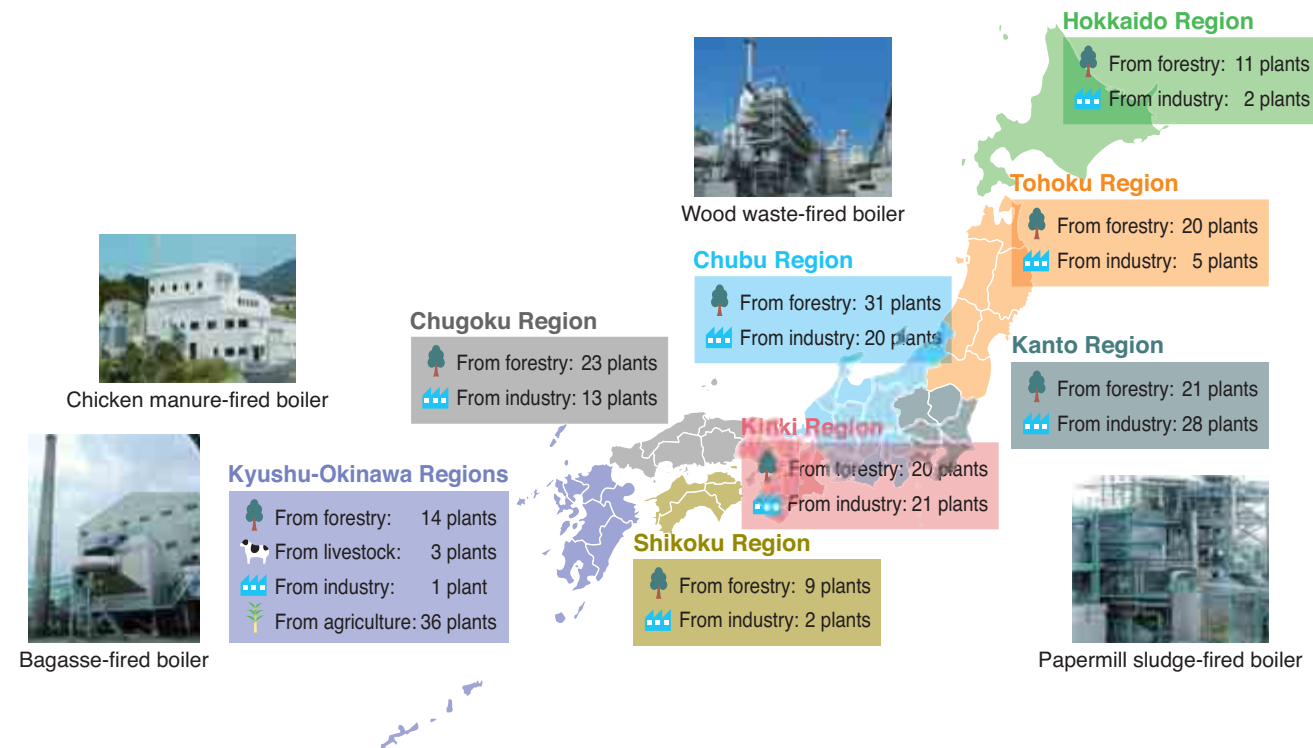 Hokkaido Region
From forestry: 11 plants
From industry: 2 plants
Wood waste-fired boiler
Tohoku Region
From forestry: 20 plants
From industry: 5 plants
Chubu Region
From forestry: 31 plants
From industry: 20 plants
Chugoku Region
From forestry: 23 plants
From industry: 13 plants
Kanto Region
From forestry: 21 plants
From industry: 28 plants
Chicken manure-fired boiler
Kinki Region
From forestry: 20 plants
From industry: 21 plants
Kyushu-Okinawa Regions
From forestry: 14 plants
From livestock: 3 plants
From industry: 1 plant
From agriculture: 36 plants
Shikoku Region
From forestry: 9 plants
From industry: 2 plants
Bagasse-fired boiler
Papermill sludge-fired boiler